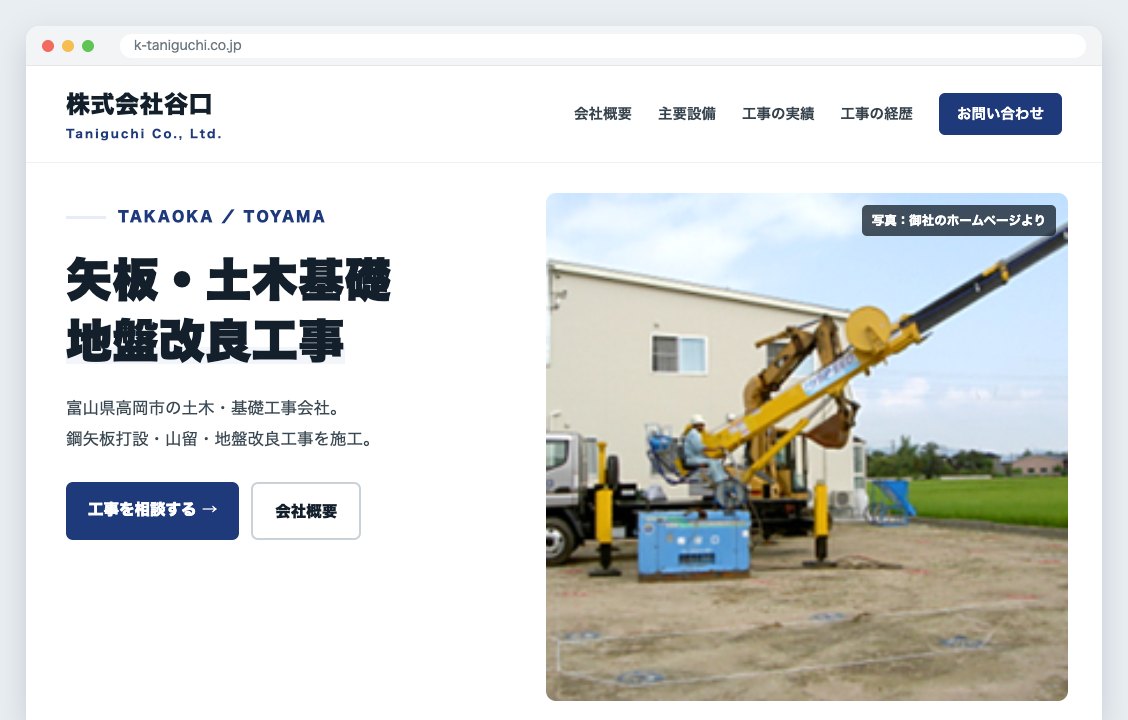 k-taniguchi.co.jp
株式会社谷口
Taniguchi Co., Ltd.
会社概要
主要設備
工事の実績
工事の経歴
お問い合わせ
TAKAOKA ／ TOYAMA
写真：御社のホームページより
矢板・土木基礎
地盤改良工事
富山県高岡市の土木・基礎工事会社。
鋼矢板打設・山留・地盤改良工事を施工。
工事を相談する →
会社概要